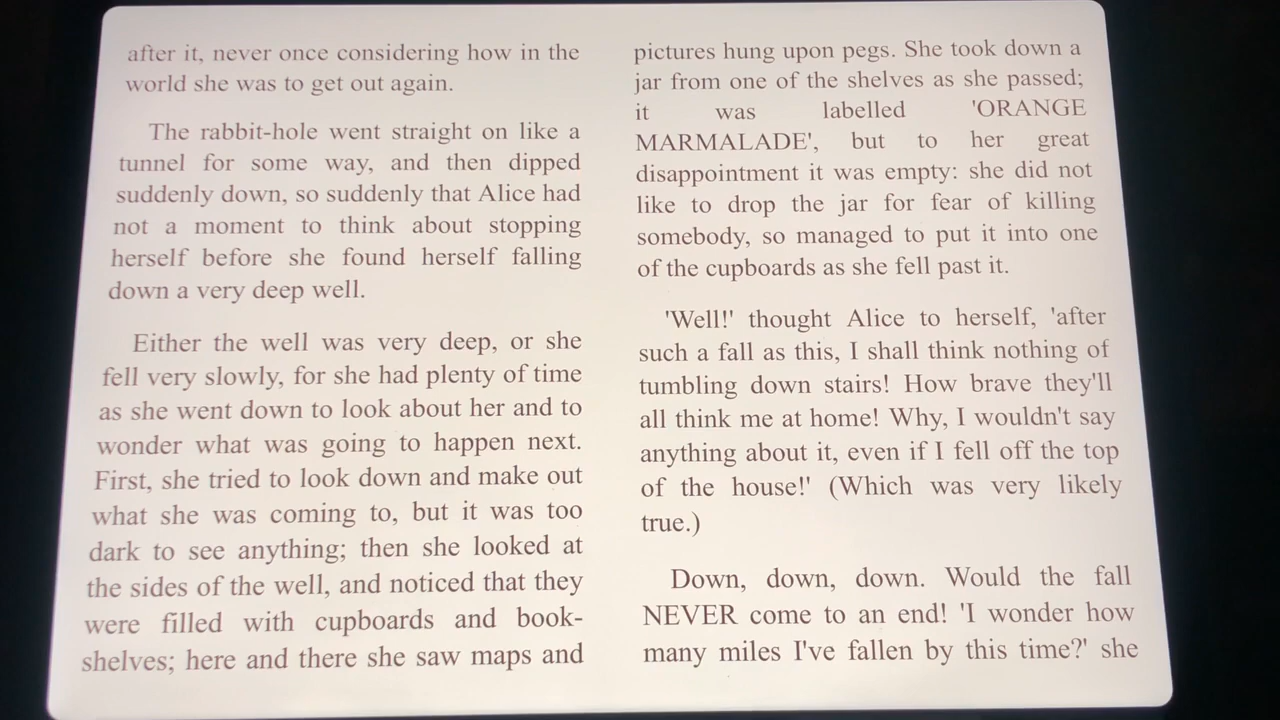 after it, never once considering how in the
world she was to get out again.
The rabbit-hole went straight on like a
tunnel for some way, and then dipped
suddenly down, so suddenly that Alice had
not a moment to think about stopping
herself before she found herself falling
down a very deep well.
Either the well was very deep, or she
fell very slowly, for she had plenty of time
as she went down to look about her and to
wonder what was going to happen next.
First, she tried to look down and make out
what she was coming to, but it was too
dark to see anything; then she looked at
the sides of the well, and noticed that they
were filled with cupboards and book-
shelves; here and there she saw maps and
pictures hung upon pegs. She took down a
jar from one of the shelves as she passed;
it was labelled 'ORANGE
MARMALADE', but to her great
disappointment it was empty: she did not
like to drop the jar for fear of killing
somebody, so managed to put it into one
of the cupboards as she fell past it.
'Well!' thought Alice to herself, 'after
such a fall as this, I shall think nothing of
tumbling down stairs! How brave they'll
all think me at home! Why, I wouldn't say
anything about it, even if I fell off the top
of the house!' (Which was very likely
true.)
Down, down, down. Would the fall
NEVER come to an end! 'I wonder how
many miles I've fallen by this time?' she